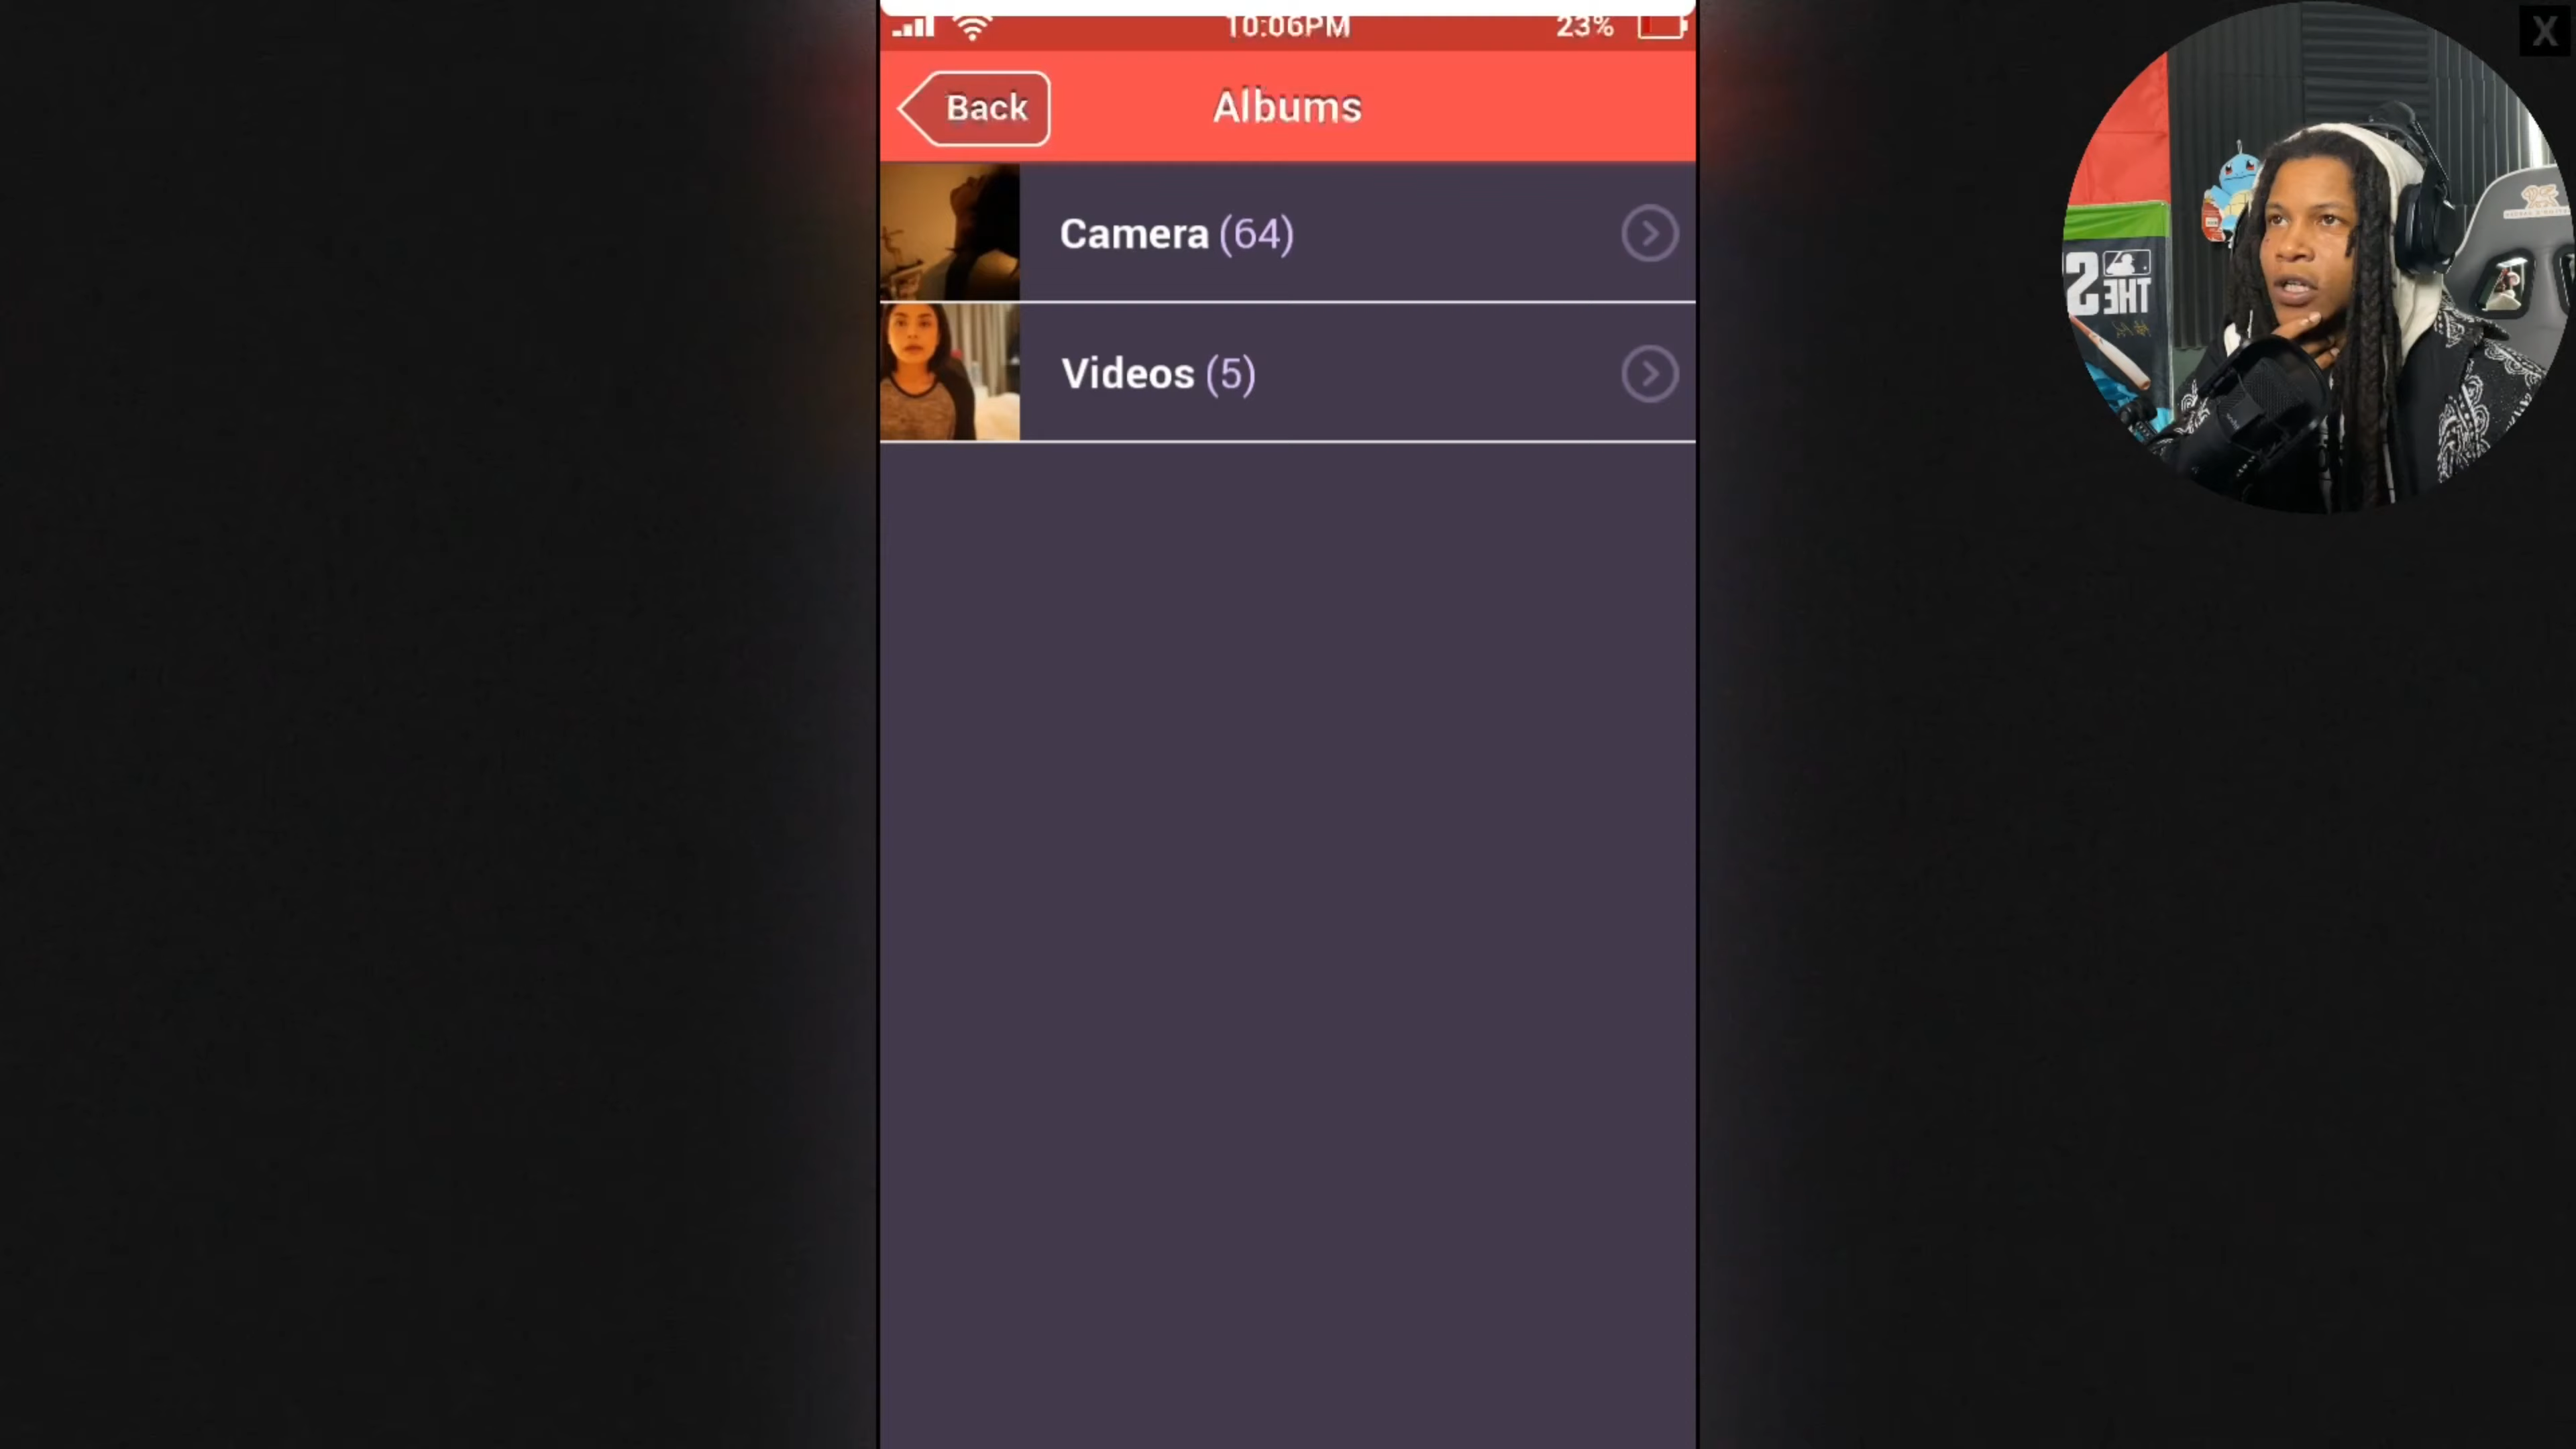 10:06PM
23%
X
Back
Albums
Camera (64)
Videos (5)
THE
S